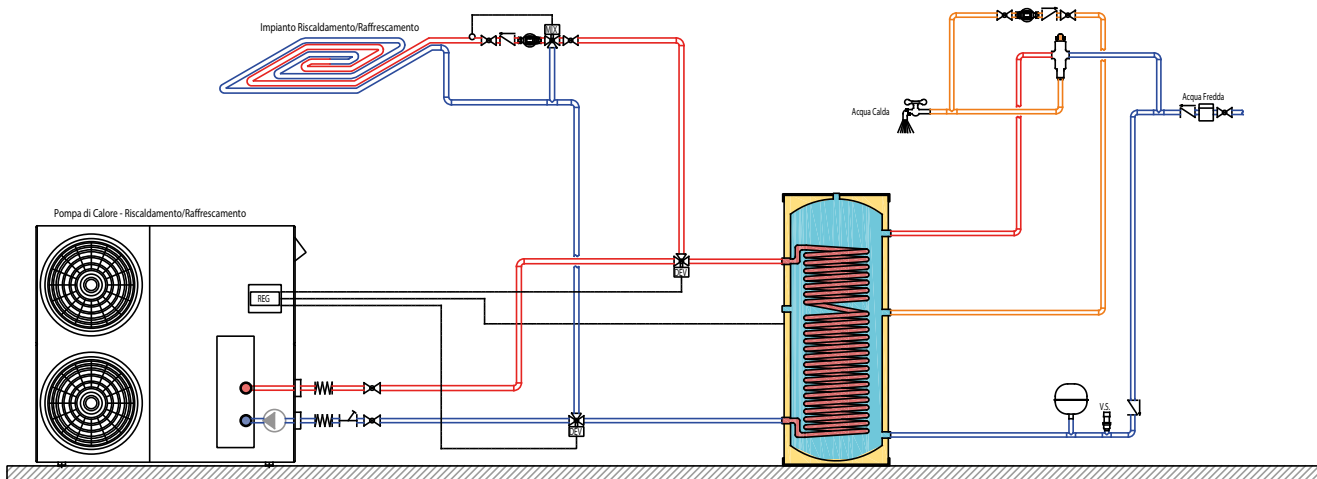 Impianto Riscaldamento/Raffrescamento
MIX
Acqua Calda
Acqua Fredda
Pompa di Calore - Riscaldamento/Raffrescamento
DEV
REG
V.S.
DEV